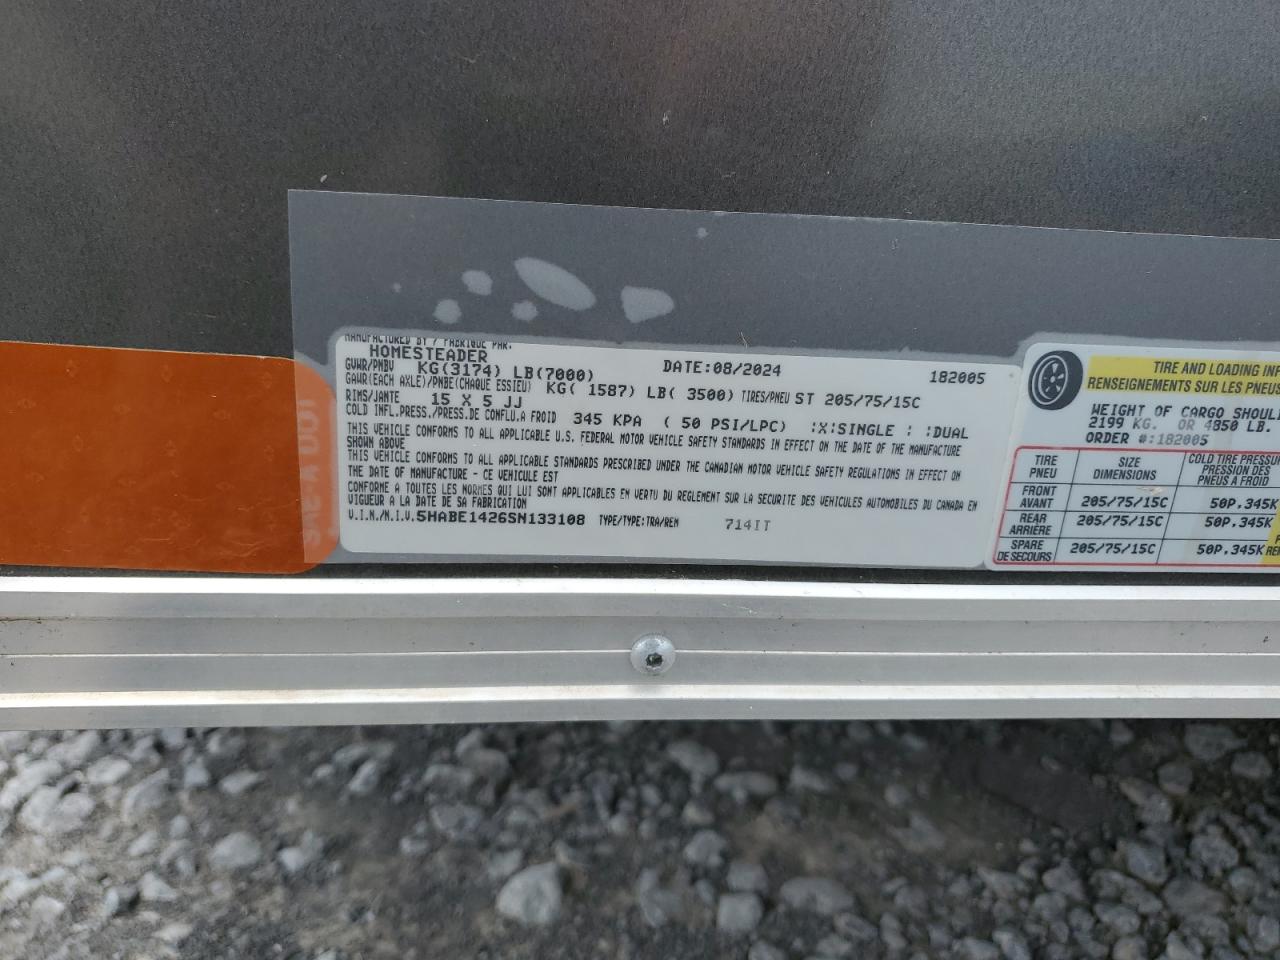 MANUFACTURED BY / FABRIQUE PAR.
HOMESTEADER DATE:08/2024 182005
GVWR/PNBV KG(3174) LB(7000)
GAWR(EACH AXLE)/PNBE(CHAQUE ESSIEU) KG( 1587) LB( 3500) TIRES/PNEU ST 205/75/15C
RIMS/JANTE 15 X 5 JJ
COLD INFL.PRESS./PRESS.DE CONFLU.A FROID 345 KPA ( 50 PSI/LPC) :X:SINGLE : :DUAL
THIS VEHICLE CONFORMS TO ALL APPLICABLE U.S. FEDERAL MOTOR VEHICLE SAFETY STANDARDS IN EFFECT ON THE DATE OF THE MANUFACTURE
SHOWN ABOVE
THIS VEHICLE CONFORMS TO ALL APPLICABLE STANDARDS PRESCRIBED UNDER THE CANADIAN MOTOR VEHICLE SAFETY REGULATIONS IN EFFECT ON
THE DATE OF MANUFACTURE - CE VEHICULE EST
CONFORME A TOUTES LES NORMES QUI LUI SONT APPLICABLES EN VERTU DU REGLEMENT SUR LA SECURITE DES VEHICULES AUTOMOBILES DU CANADA EN
VIGUEUR A LA DATE DE SA FABRICATION
V.I.N./N.I.V.5HABE1426SN133108 TYPE/TYPE:TRA/REM 714IT
TIRE AND LOADING INF
RENSEIGNEMENTS SUR LES PNEUS
WEIGHT OF CARGO SHOUL
2199 KG. OR 4850 LB.
ORDER #:182005
TIRE PNEU SIZE DIMENSIONS COLD TIRE PRESSU PRESSION DES PNEUS A FROID
FRONT AVANT 205/75/15C 50P.345K
REAR ARRIÈRE 205/75/15C 50P.345K
SPARE DE SECOURS 205/75/15C 50P.345K